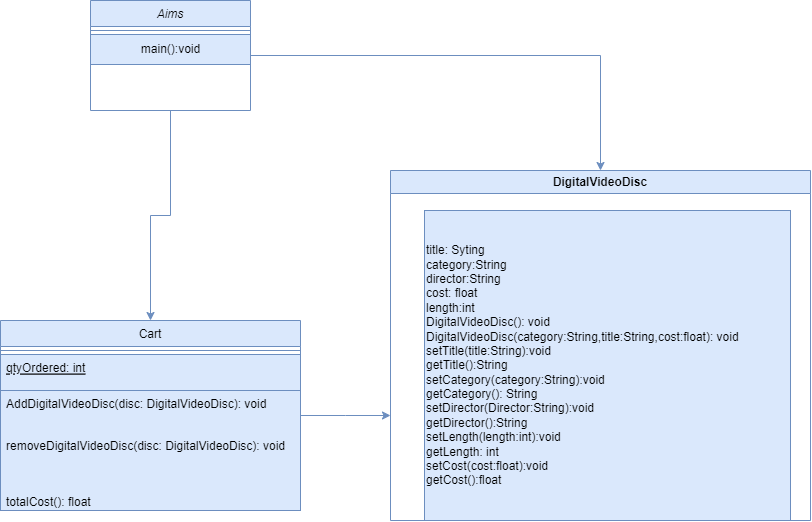 Aims
main():void
DigitalVideoDisc
title: Syting
category:String
director:String
cost: float
length:int
DigitalVideoDisc(): void
DigitalVideoDisc(category:String,title:String,cost:float): void
setTitle(title:String):void
getTitle():String
setCategory(category:String):void
getCategory(): String
setDirector(Director:String):void
getDirector():String
setLength(length:int):void
getLength: int
setCost(cost:float):void
getCost():float
Cart
qtyOrdered: int
AddDigitalVideoDisc(disc: DigitalVideoDisc): void
removeDigitalVideoDisc(disc: DigitalVideoDisc): void
totalCost(): float